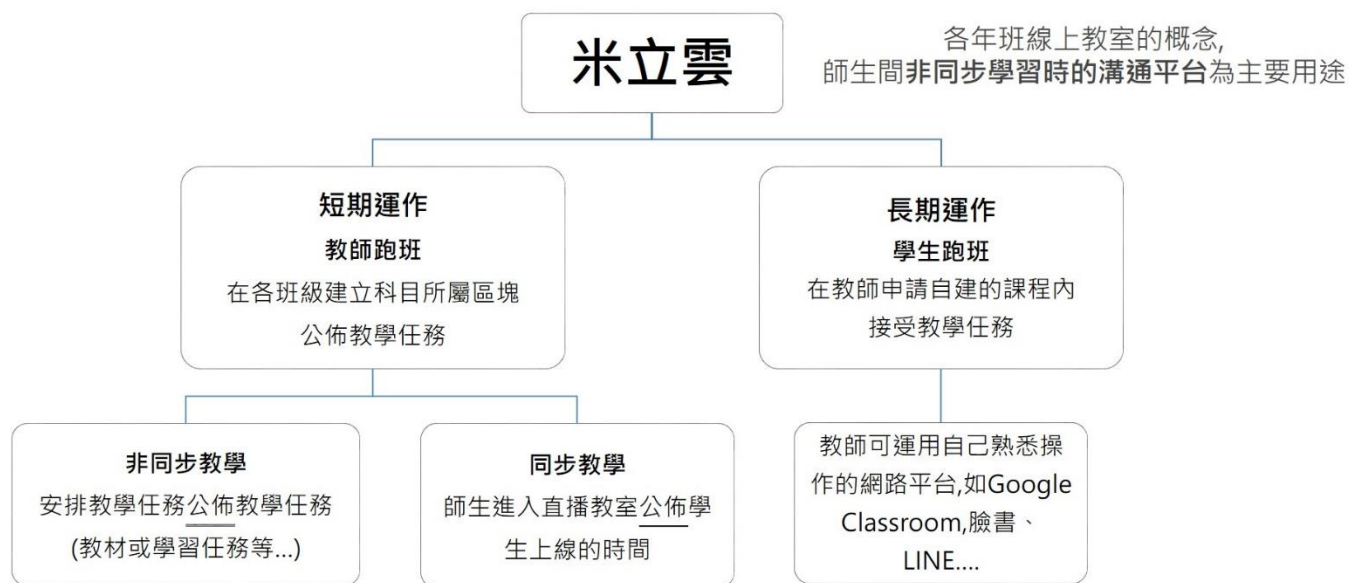 米立雲
各年班線上教室的概念,
師生間非同步學習時的溝通平台為主要用途
短期運作
教師跑班
在各班級建立科目所屬區塊
公佈教學任務
長期運作
學生跑班
在教師申請自建的課程內
接受教學任務
非同步教學
安排教學任務公佈教學任務
(教材或學習任務等...)
同步教學
師生進入直播教室公佈學
生上線的時間
教師可運用自己熟悉操
作的網路平台,如Google
Classroom,臉書、
LINE....